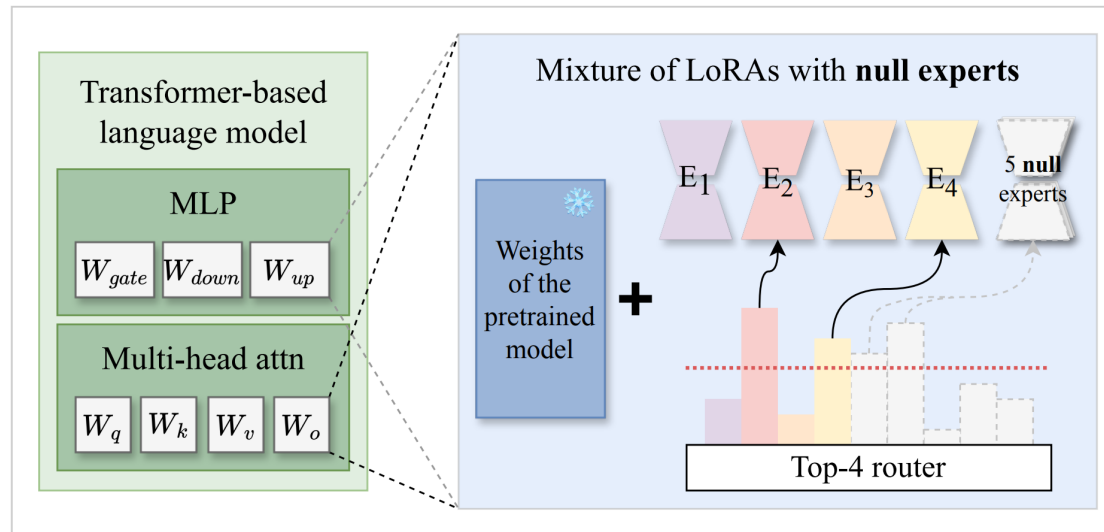 Transformer-based
language model
MLP
W_gate W_down W_up
Multi-head attn
W_q W_k W_v W_o
Mixture of LoRAs with null experts
E_1 E_2 E_3 E_4
5 null
experts
Weights
of the
pretrained
model
+
Top-4 router